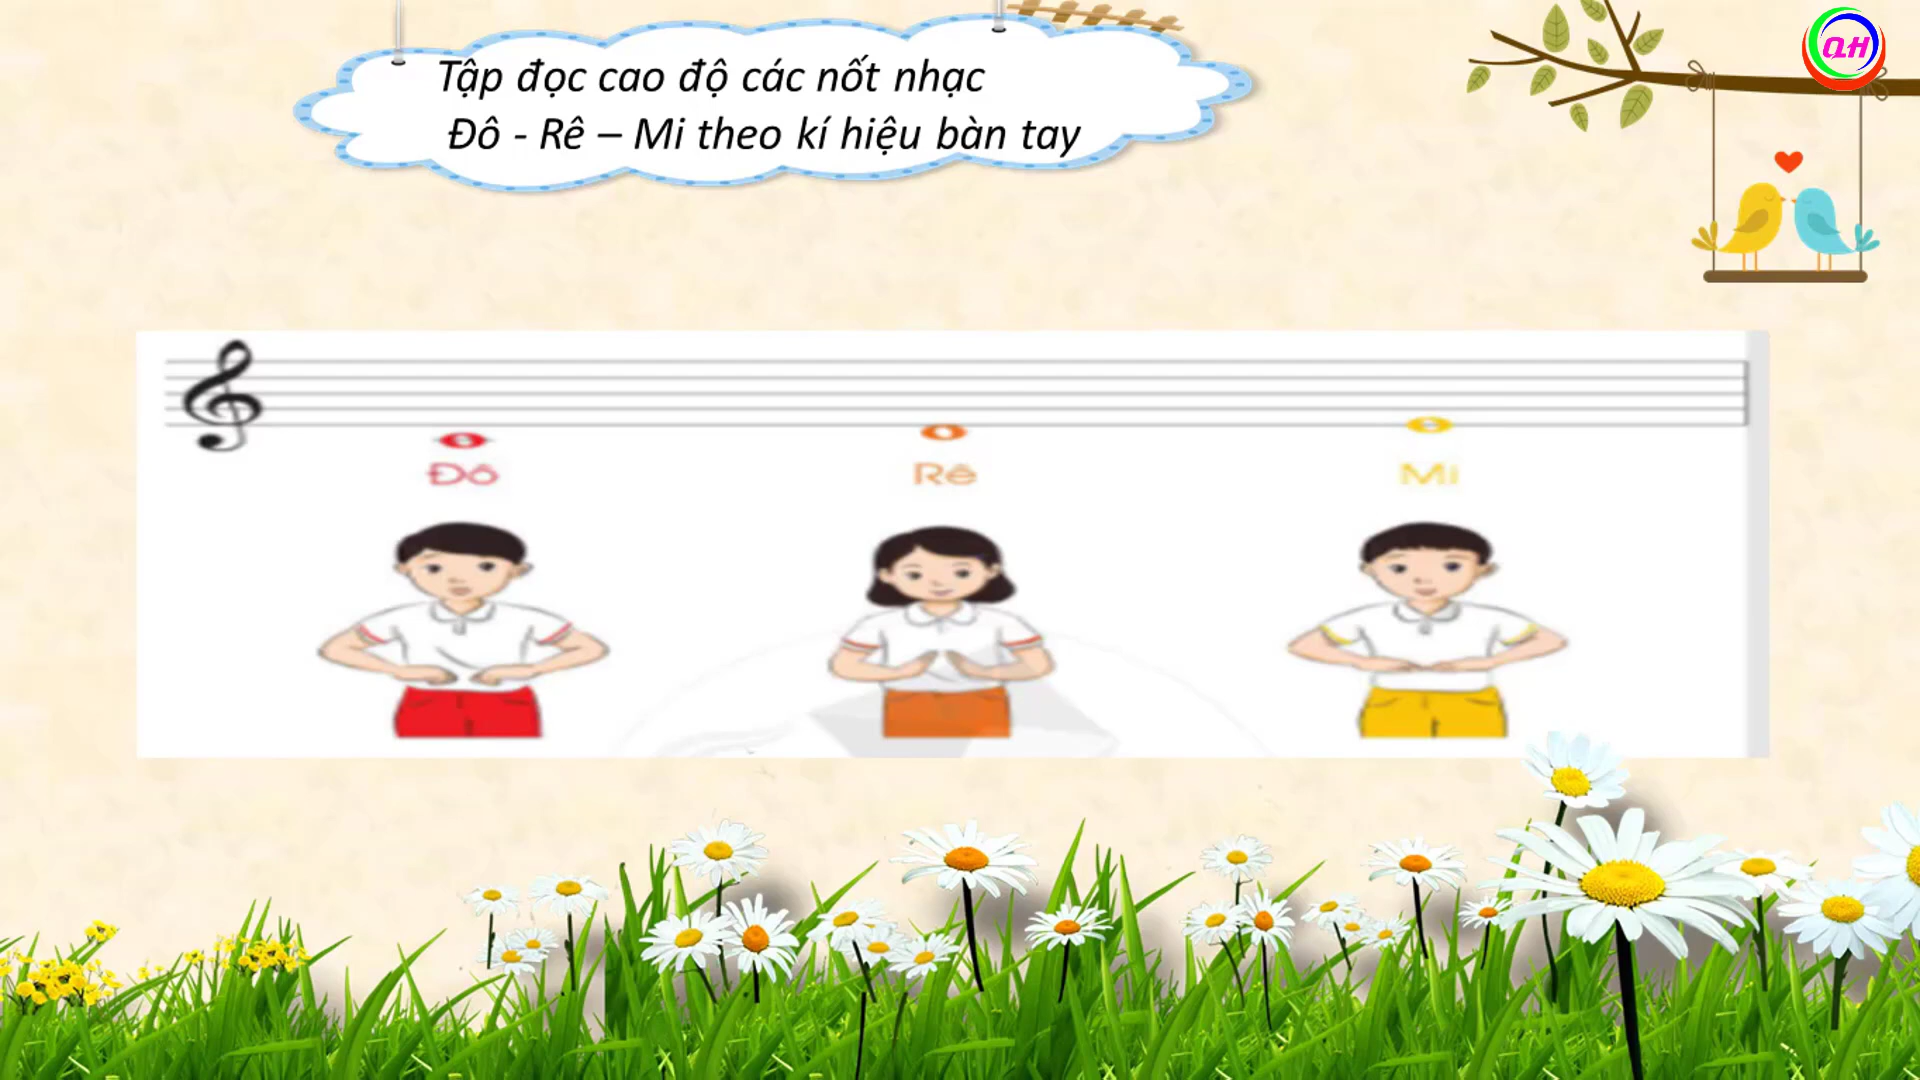 Tập đọc cao độ các nốt nhạc
Đô - Rê – Mi theo kí hiệu bàn tay
QH
Đô Rê Mi